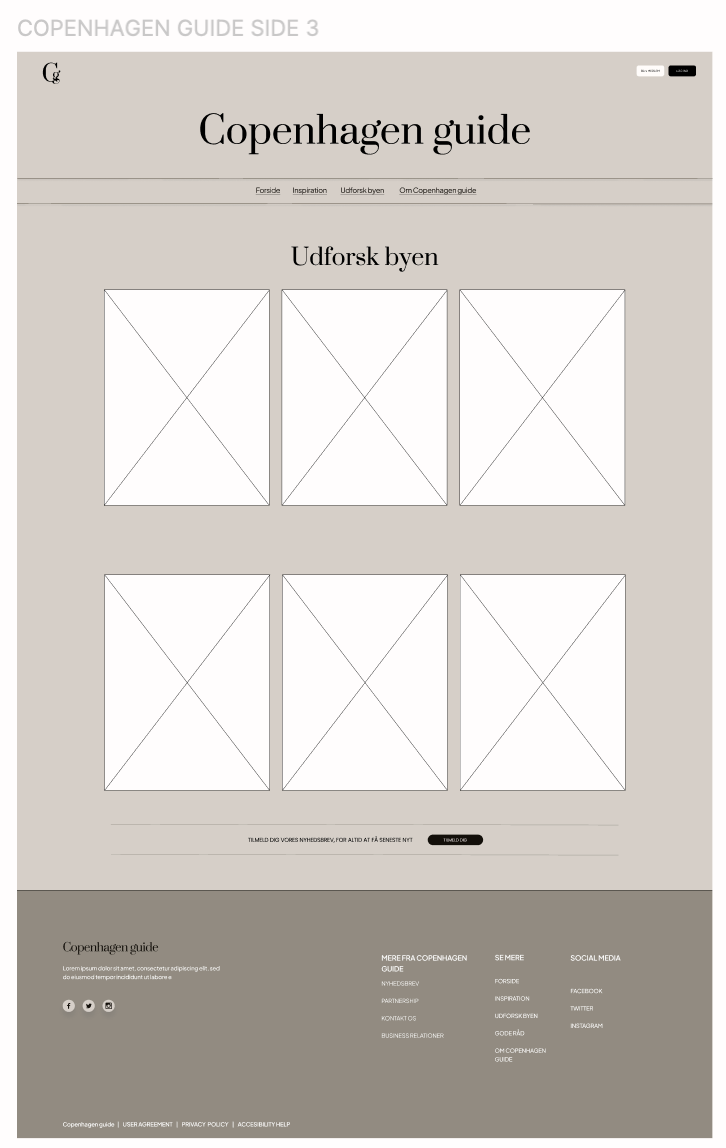 COPENHAGEN GUIDE SIDE 3
Cg
LOG IND
Copenhagen guide
Forside Inspiration Udforsk byen Om Copenhagen guide
Udforsk byen
TILMELD DIG VORES NYHEDSBREV, FOR ALTID AT FÅ SENESTE NYT TILMELD DIG
Copenhagen guide
Lorem ipsum dolor sit amet, consectetur adipiscing elit, sed
do eiusmod tempor incididunt ut labore e
MERE FRA COPENHAGEN
GUIDE
NYHEDSBREV
PARTNERSHIP
KONTAKT OS
BUSINESS RELATIONER
SE MERE
FORSIDE
INSPIRATION
UDFORSK BYEN
GODE RÅD
OM COPENHAGEN
GUIDE
SOCIAL MEDIA
FACEBOOK
TWITTER
INSTAGRAM
Copenhagen guide | USER AGREEMENT | PRIVACY POLICY | ACCESIBILITY HELP